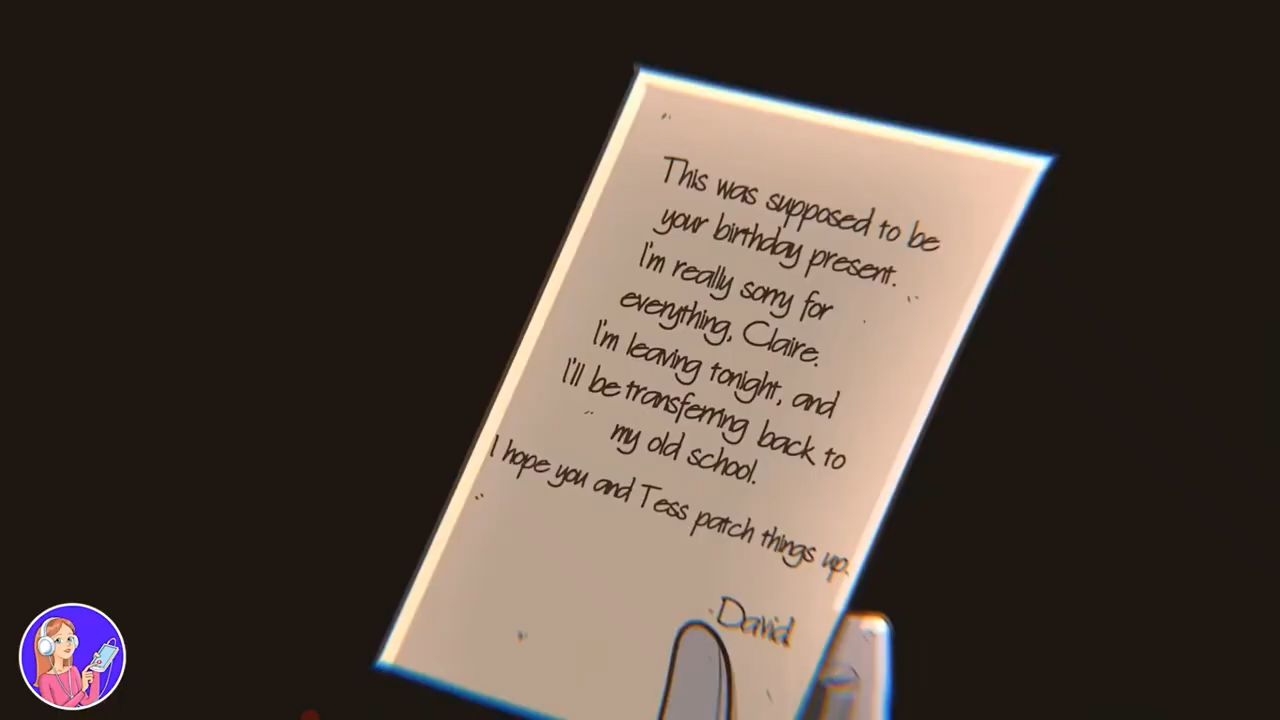 This was supposed to be
your birthday present.
I'm really sorry for
everything, Claire.
I'm leaving tonight, and
I'll be transferring back to
my old school.
I hope you and Tess patch things up.
David